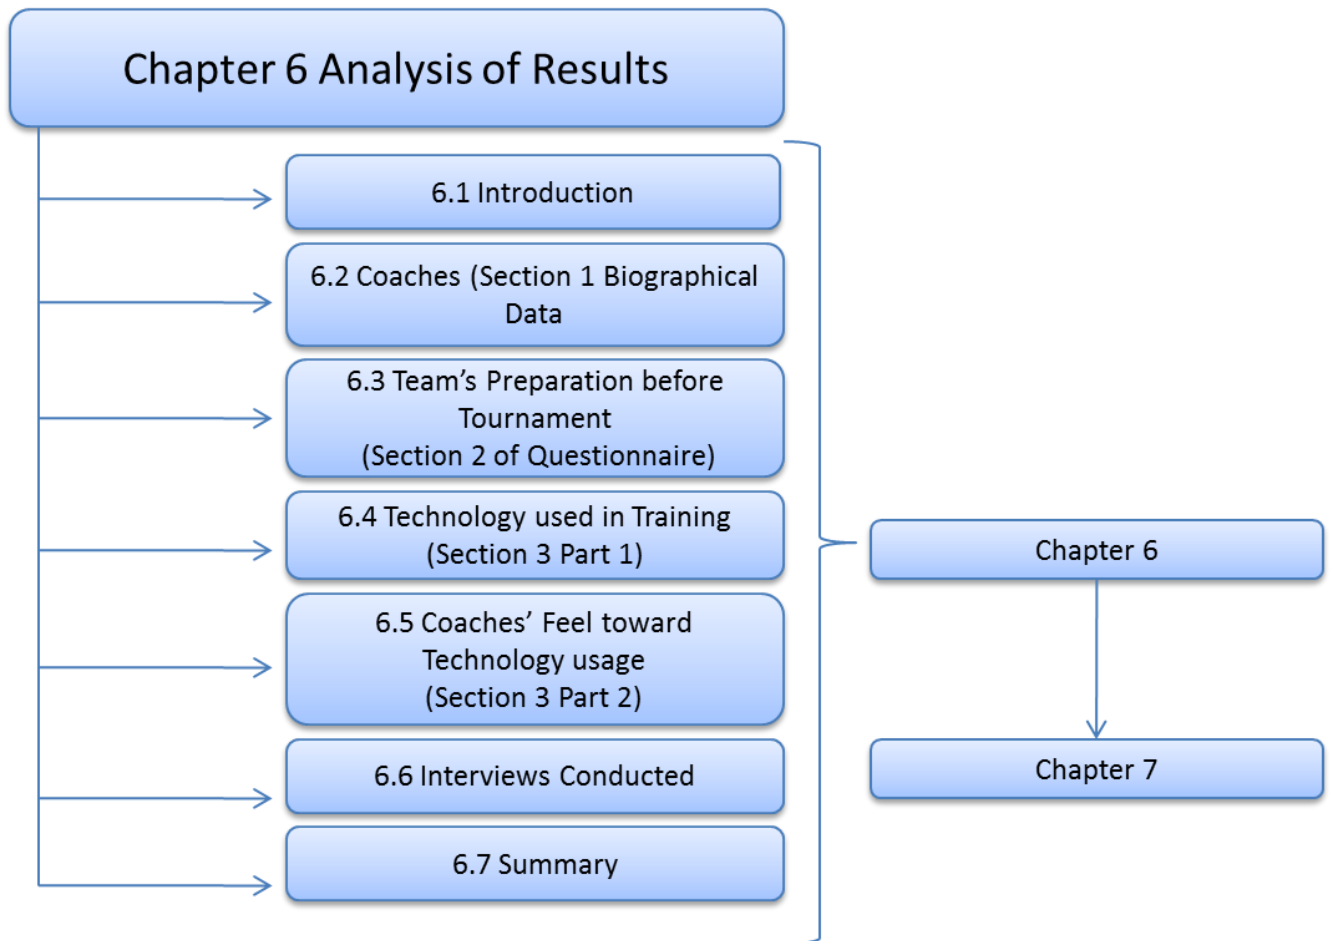 Chapter 6 Analysis of Results
6.1 Introduction
6.2 Coaches (Section 1 Biographical
Data
6.3 Team’s Preparation before
Tournament
(Section 2 of Questionnaire)
6.4 Technology used in Training
(Section 3 Part 1)
6.5 Coaches’ Feel toward
Technology usage
(Section 3 Part 2)
6.6 Interviews Conducted
6.7 Summary
Chapter 6
Chapter 7